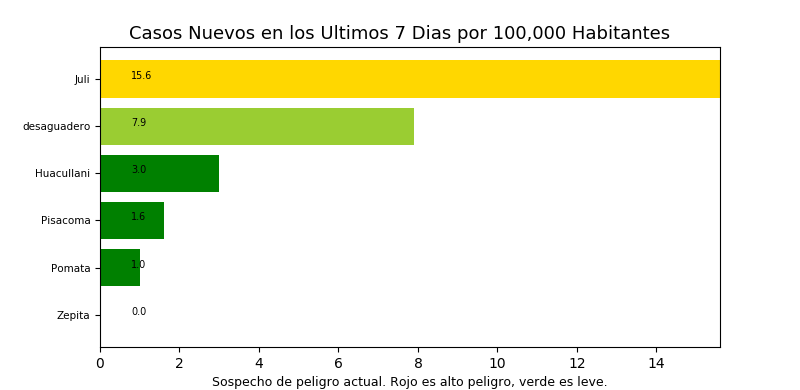 Casos Nuevos en los Ultimos 7 Dias por 100,000 Habitantes
Juli 15.6
desaguadero 7.9
Huacullani 3.0
Pisacoma 1.6
Pomata 1.0
Zepita 0.0
0 2 4 6 8 10 12 14
Sospecho de peligro actual. Rojo es alto peligro, verde es leve.